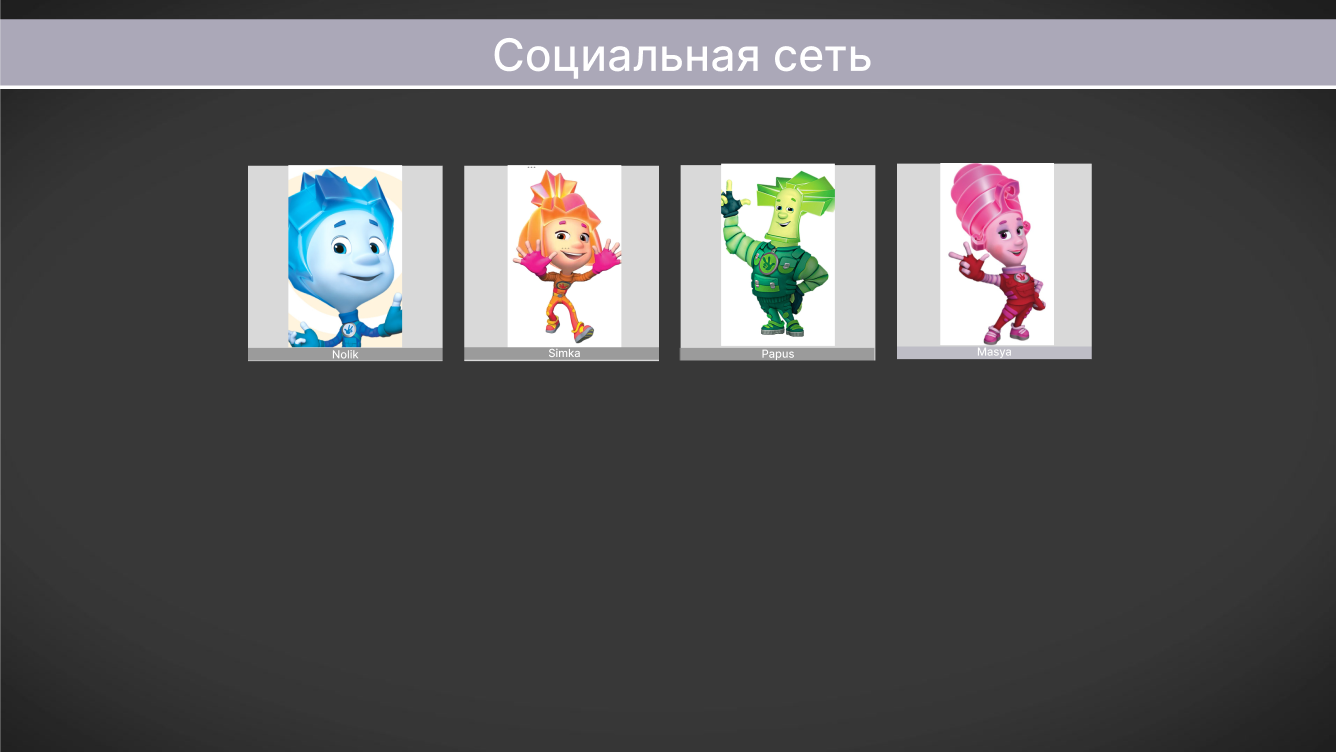 Социальная сеть
Nolik
Simka
Papus
Masya